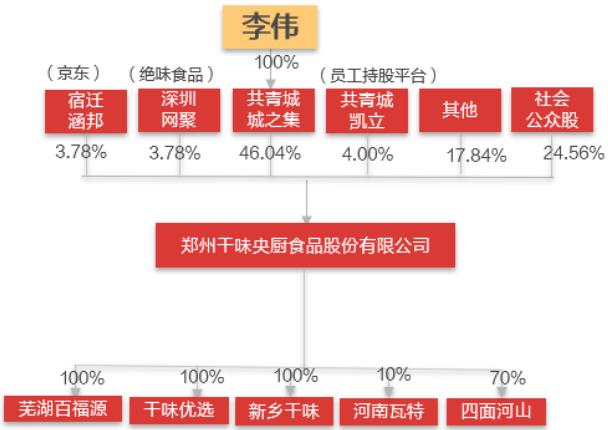 李伟
100%
（京东）
（绝味食品）
（员工持股平台）
宿迁
涵邦
深圳
网聚
共青城
城之集
共青城
凯立
其他
社会
公众股
3.78%
3.78%
46.04%
4.00%
17.84%
24.56%
郑州千味央厨食品股份有限公司
100%
100%
100%
10%
70%
芜湖百福源
千味优选
新乡千味
河南瓦特
四面河山